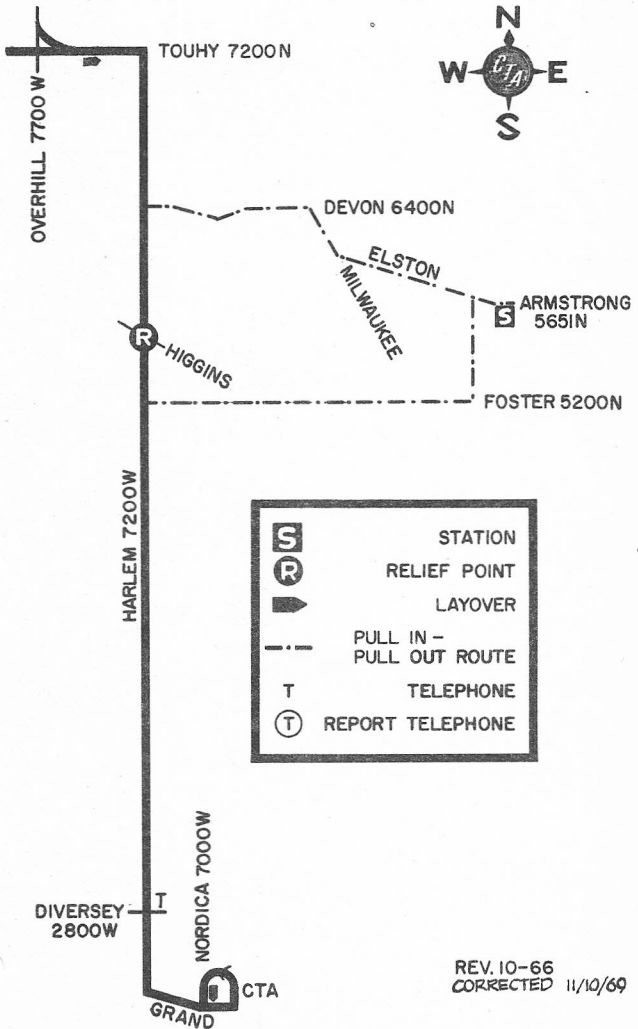 N
TOUHY 7200N
W CTA E
S
OVERHILL 7700W
DEVON 6400N
ELSTON
MILWAUKEE
ARMSTRONG
S
5651N
R
HIGGINS
FOSTER 5200N
HARLEM 7200W
S STATION
R RELIEF POINT
LAYOVER
PULL IN -
PULL OUT ROUTE
T TELEPHONE
T REPORT TELEPHONE
NORDICA 7000W
T
DIVERSEY
2800W
CTA
GRAND
REV. 10-66
CORRECTED 11/10/69